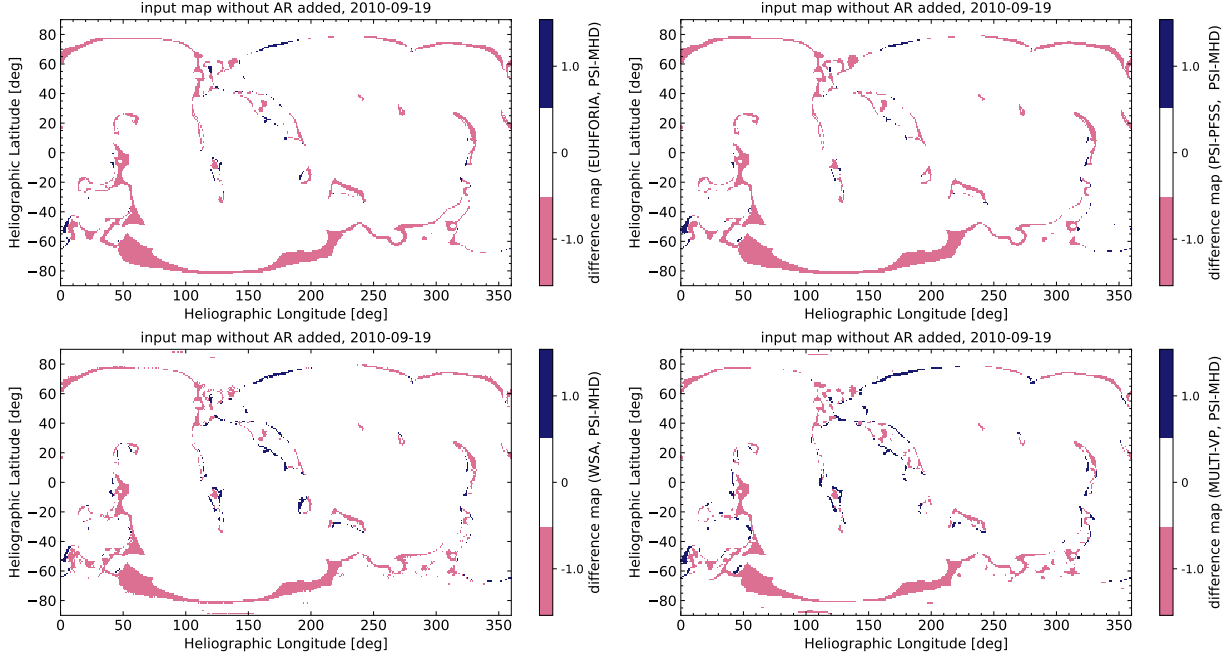 input map without AR added, 2010-09-19
80
60
40
20
0
−20
−40
−60
−80
Heliographic Latitude [deg]
0 50 100 150 200 250 300 350
Heliographic Longitude [deg]
1.0
0
−1.0
difference map (EUHFORIA, PSI-MHD)
input map without AR added, 2010-09-19
80
60
40
20
0
−20
−40
−60
−80
Heliographic Latitude [deg]
0 50 100 150 200 250 300 350
Heliographic Longitude [deg]
1.0
0
−1.0
difference map (PSI-PFSS, PSI-MHD)
input map without AR added, 2010-09-19
80
60
40
20
0
−20
−40
−60
−80
Heliographic Latitude [deg]
0 50 100 150 200 250 300 350
Heliographic Longitude [deg]
1.0
0
−1.0
difference map (WSA, PSI-MHD)
input map without AR added, 2010-09-19
80
60
40
20
0
−20
−40
−60
−80
Heliographic Latitude [deg]
0 50 100 150 200 250 300 350
Heliographic Longitude [deg]
1.0
0
−1.0
difference map (MULTI-VP, PSI-MHD)